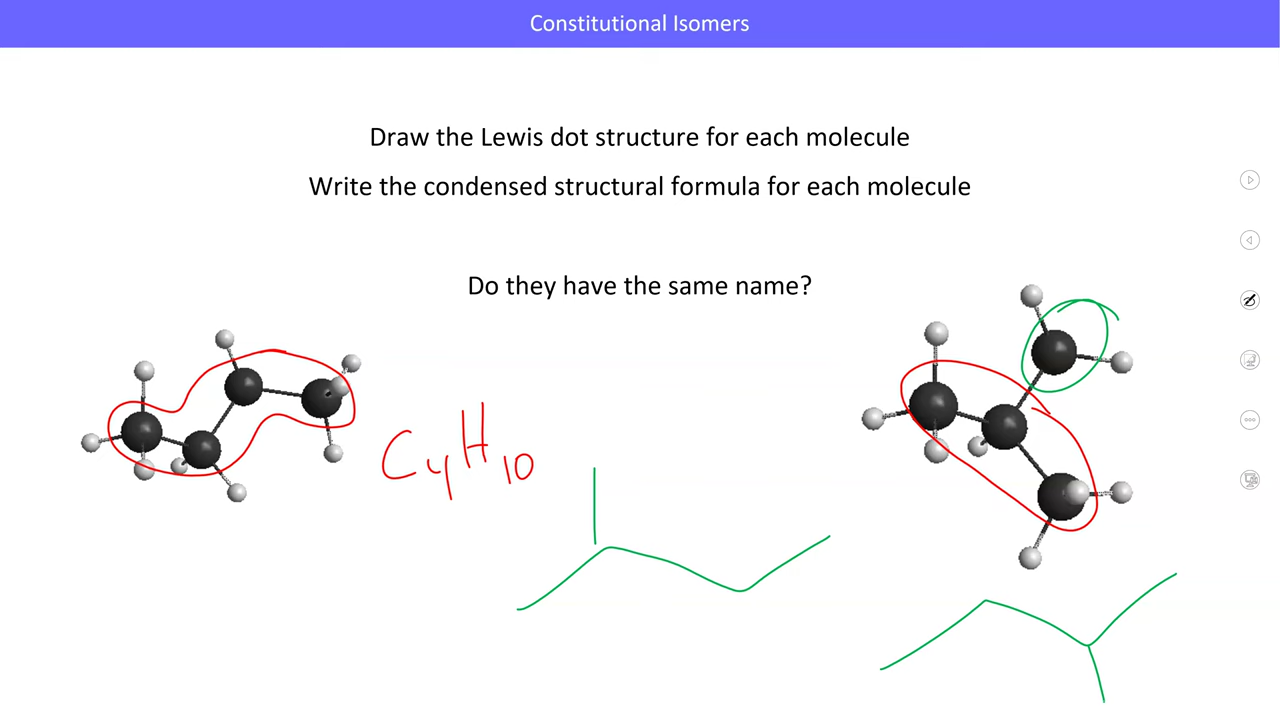 Constitutional Isomers
Draw the Lewis dot structure for each molecule
Write the condensed structural formula for each molecule
Do they have the same name?
C₄H₁₀